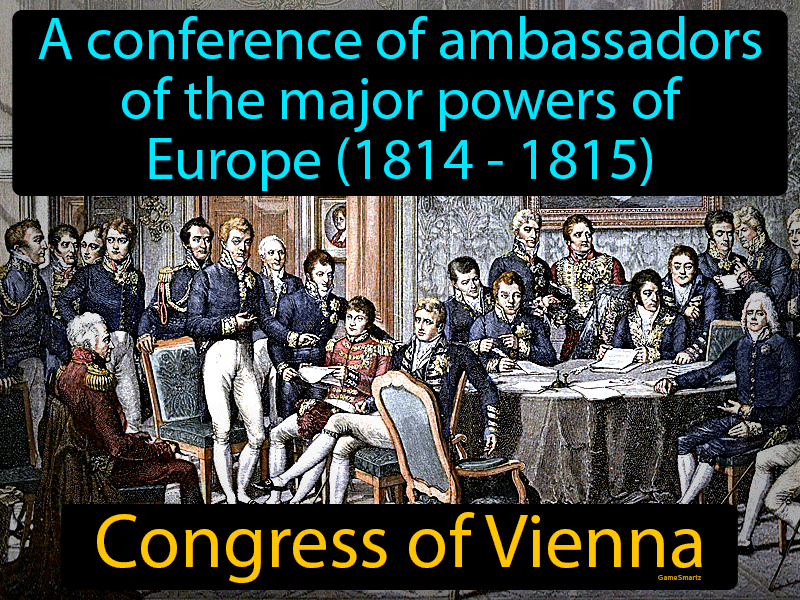 A conference of ambassadors
of the major powers of
Europe (1814 - 1815)
Congress of Vienna
GameSmartz